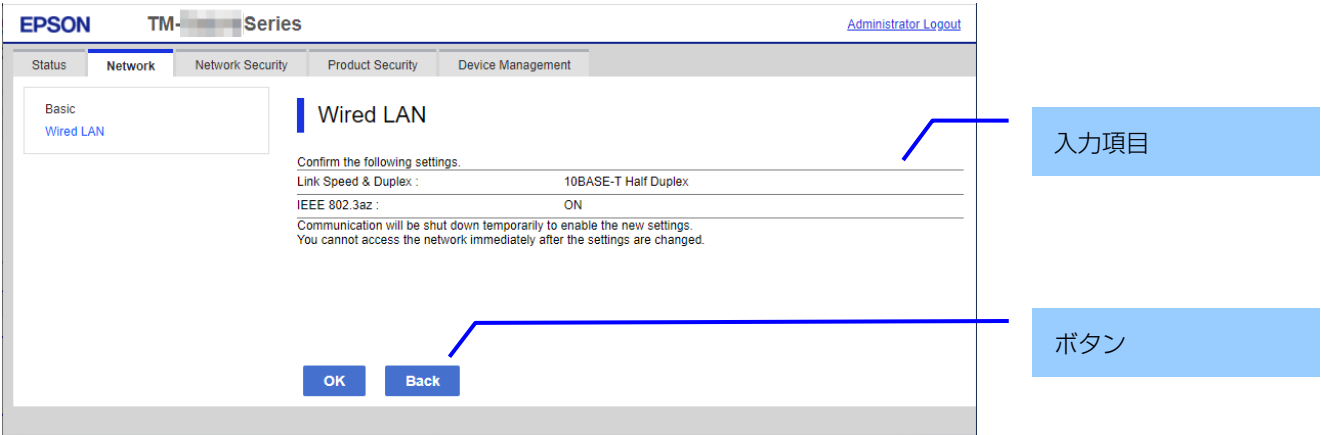 EPSON TM- Series Administrator Logout
Status Network Network Security Product Security Device Management
Basic
Wired LAN
Wired LAN
Confirm the following settings.
Link Speed & Duplex : 10BASE-T Half Duplex
IEEE 802.3az : ON
Communication will be shut down temporarily to enable the new settings.
You cannot access the network immediately after the settings are changed.
OK Back
入力項目
ボタン